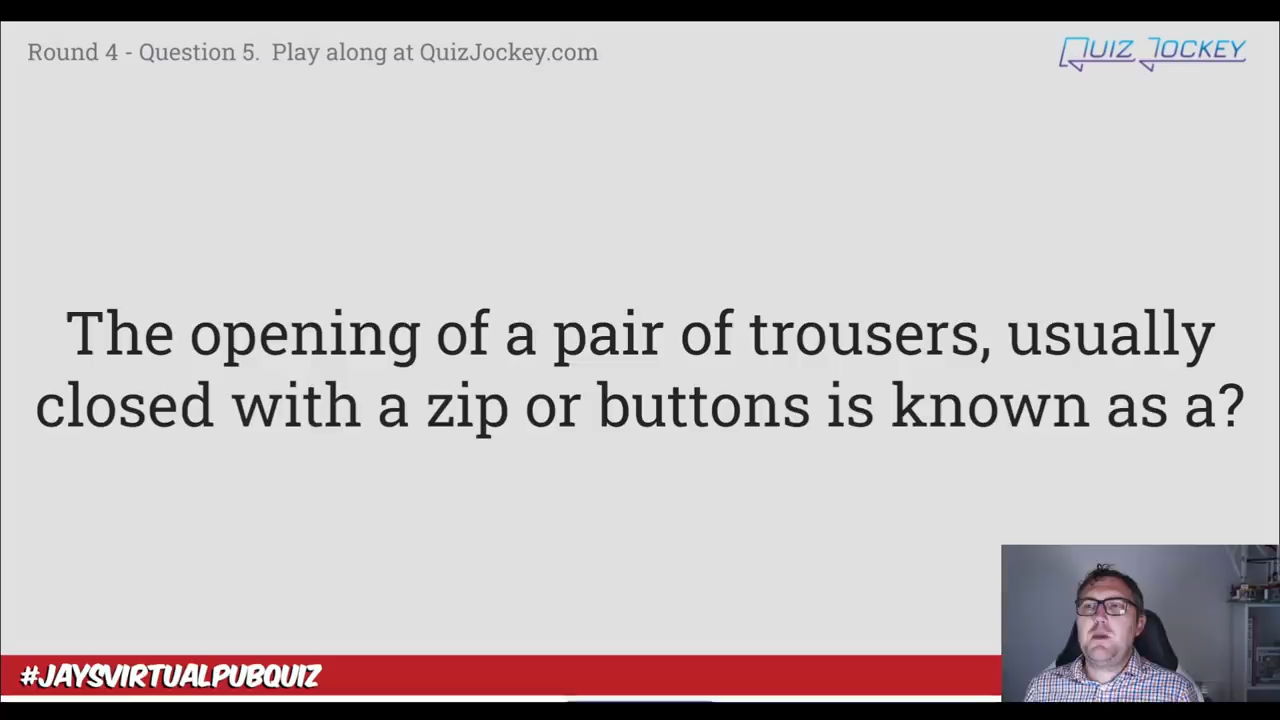 Round 4 - Question 5.  Play along at QuizJockey.com
QUIZ JOCKEY
The opening of a pair of trousers, usually
closed with a zip or buttons is known as a?
#JAYSVIRTUALPUBQUIZ